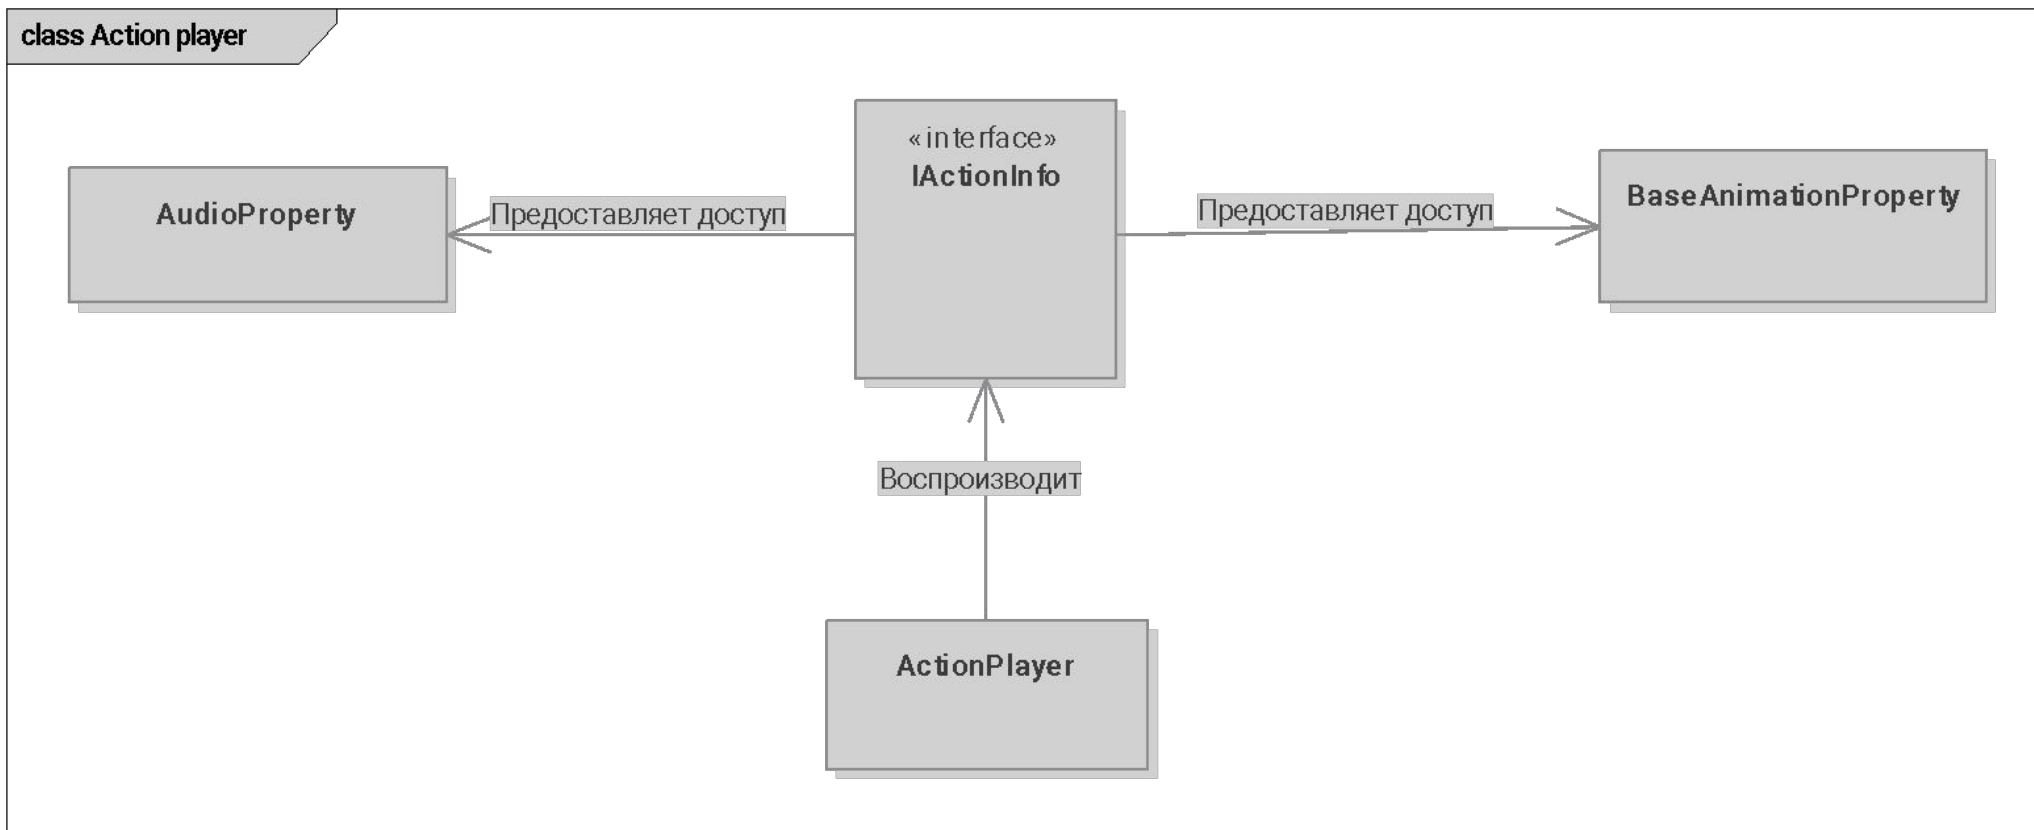 class Action player
«interface»
IActionInfo
AudioProperty
Предоставляет доступ
Предоставляет доступ
BaseAnimationProperty
Воспроизводит
ActionPlayer